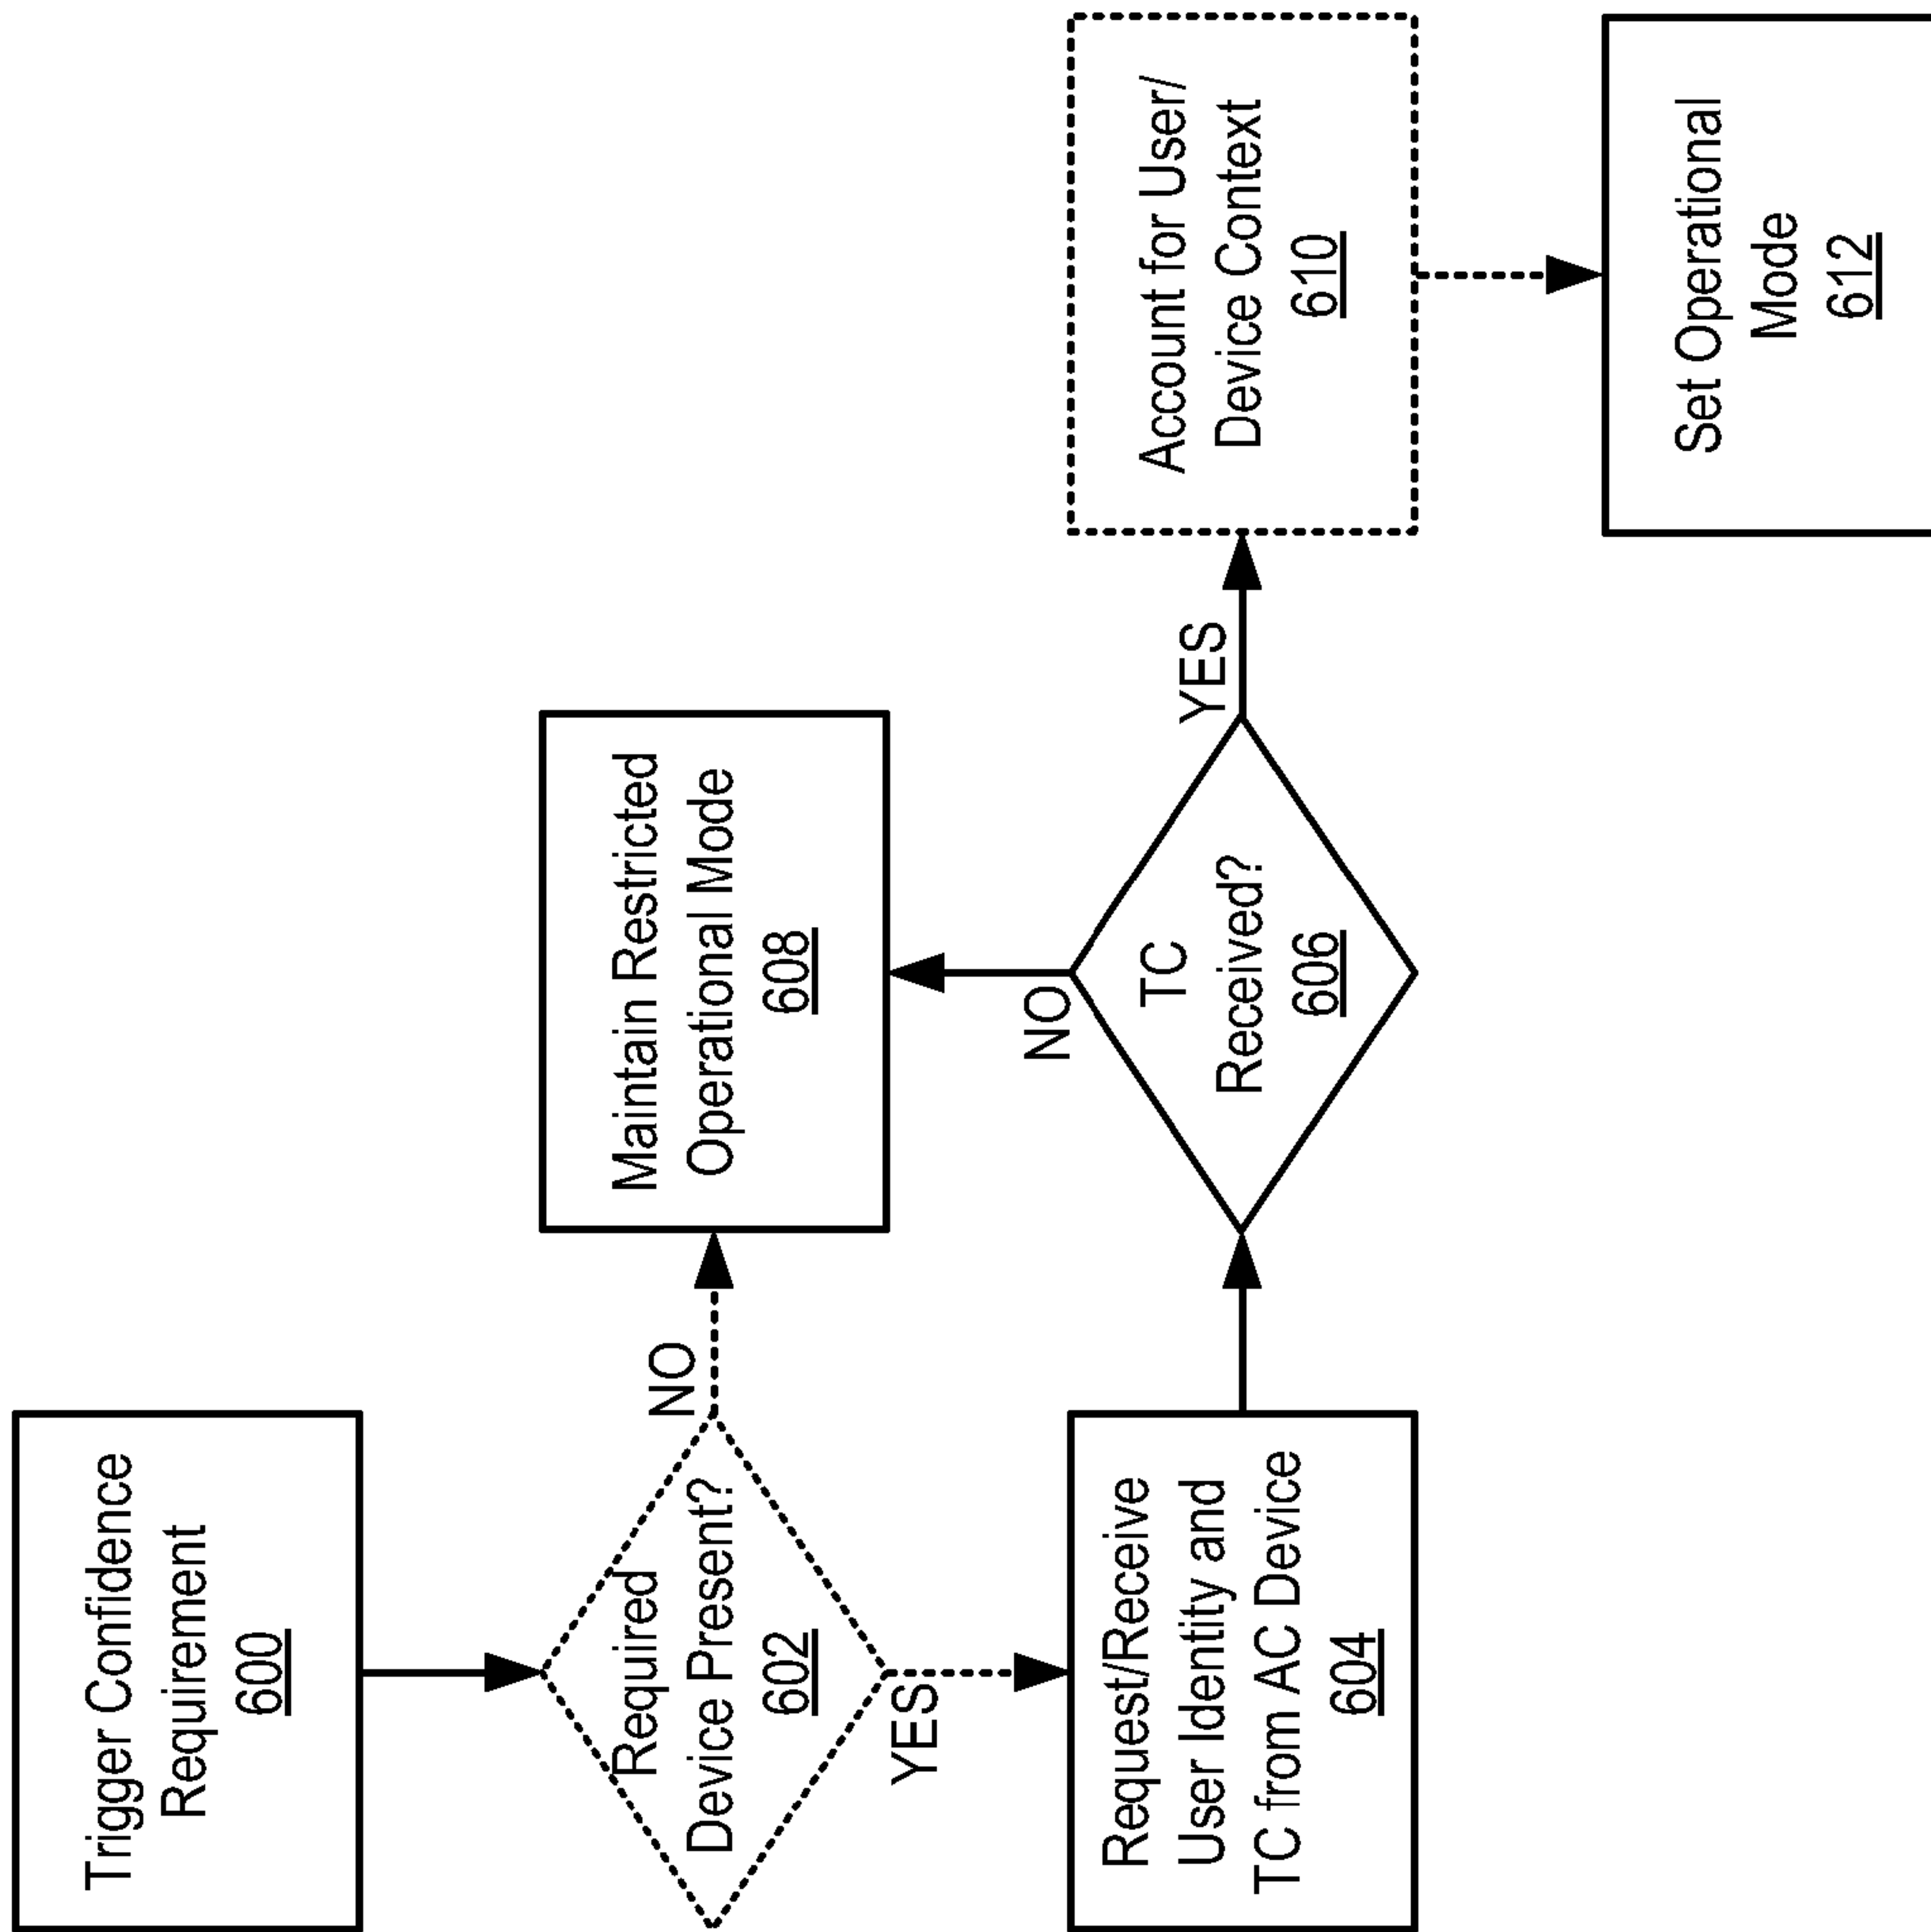 Trigger Confidence
Requirement
600
Required
Device Present?
602
NO
YES
Request/Receive
User Identity and
TC from AC Device
604
TC
Received?
606
NO
YES
Maintain Restricted
Operational Mode
608
Account for User/
Device Context
610
Set Operational
Mode
612